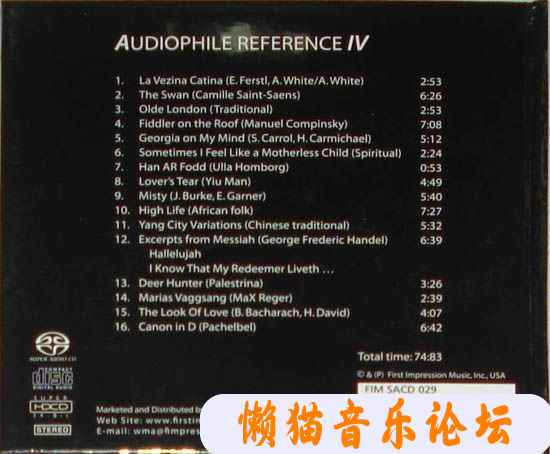 AUDIOPHILE REFERENCE IV
1. La Vezina Catina (E. Ferstl, A. White/A. White) 2:53
2. The Swan (Camille Saint-Saens) 6:26
3. Olde London (Traditional) 2:53
4. Fiddler on the Roof (Manuel Compinsky) 7:08
5. Georgia on My Mind (S. Carrol, H. Carmichael) 5:12
6. Sometimes I Feel Like a Motherless Child (Spiritual) 2:24
7. Han AR Fodd (Ulla Homborg) 0:53
8. Lover's Tear (Yiu Man) 4:49
9. Misty (J. Burke, E. Garner) 5:40
10. High Life (African folk) 7:27
11. Yang City Variations (Chinese traditional) 5:32
12. Excerpts from Messiah (George Frederic Handel) 6:39
Hallelujah
I Know That My Redeemer Liveth ...
13. Deer Hunter (Palestrina) 3:26
14. Marias Vaggsang (MaX Reger) 2:39
15. The Look Of Love (B. Bacharach, H. David) 4:07
16. Canon in D (Pachelbel) 6:42
Total time: 74:83
© & (P) First Impression Music, Inc., USA
FIM SACD 029
SUPER AUDIO CD
COMPACT
disc
DIGITAL AUDIO
SUPER
HDCD
24-BIT
STEREO
Marketed and Distributed by
Web Site: www.firstim
E-mail: wma@fimpres
懒猫音乐论坛